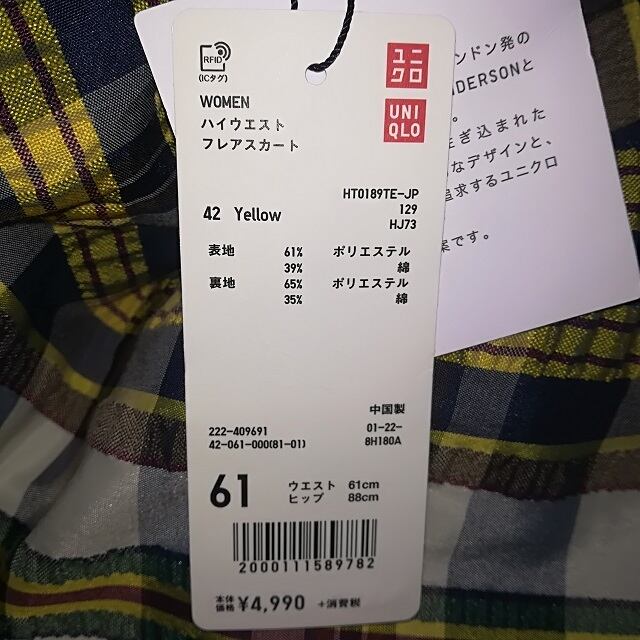 RFID
(ICタグ)
ユニ
クロ
UNI
QLO
WOMEN
ハイウエスト
フレアスカート
HT0189TE-JP
42 Yellow 129
HJ73
表地 61% ポリエステル
39% 綿
裏地 65% ポリエステル
35% 綿
中国製
222-409691 01-22-
42-061-000(81-01) 8H180A
61 ウエスト 61cm
ヒップ 88cm
2000111589782
本体
価格 ¥4,990 +消費税
ンドン発の
NDERSONと
。
ぎ込まれた
なデザインと、
追求するユニクロ
案です。